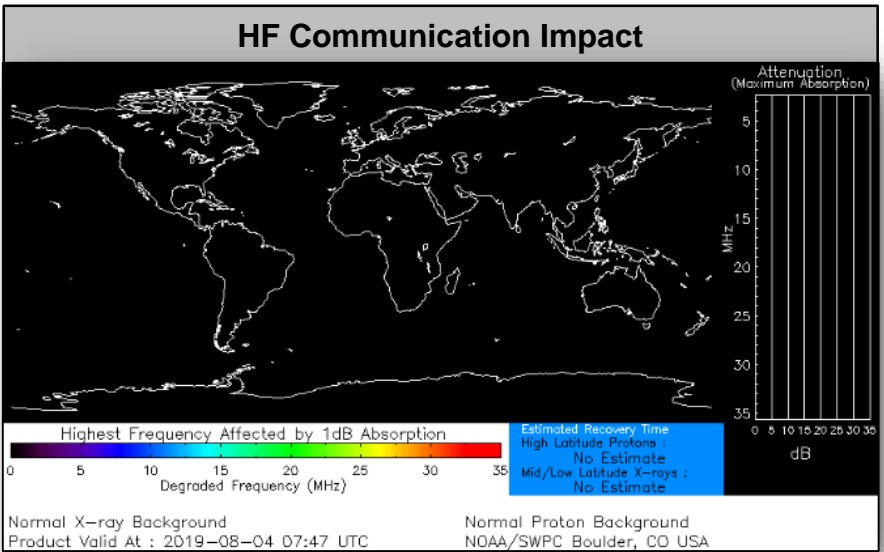 HF Communication Impact
Attenuation
(Maximum Absorption)
5
10
15
20
25
30
35
MHz
0 5 10 15 20 25 30 35
dB
Highest Frequency Affected by 1dB Absorption
0 5 10 15 20 25 30 35
Degraded Frequency (MHz)
Estimated Recovery Time
High Latitude Protons :
No Estimate
Mid/Low Latitude X-rays :
No Estimate
Normal X-ray Background
Normal Proton Background
Product Valid At : 2019-08-04 07:47 UTC
NOAA/SWPC Boulder, CO USA